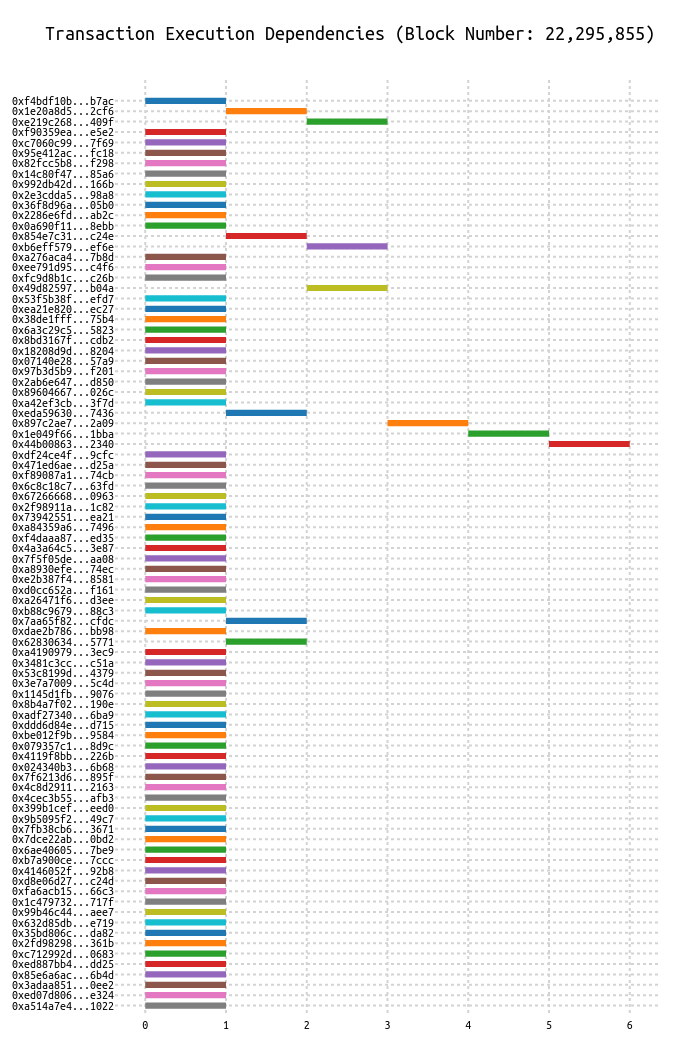 Transaction Execution Dependencies (Block Number: 22,295,855)
0xf4bdf10b...b7ac
0x1e20a8d5...2cf6
0xe219c268...409f
0xf90359ea...e5e2
0xc7060c99...7f69
0x95e412ac...fc18
0x82fcc5b8...f298
0x14c80f47...85a6
0x992db42d...166b
0x2e3cdda5...98a8
0x36f8d96a...05b0
0x2286e6fd...ab2c
0x0a690f11...8ebb
0x854e7c31...c24e
0xb6eff579...ef6e
0xa276aca4...7b8d
0xee791d95...c4f6
0xfc9d8b1c...c26b
0x49d82597...b04a
0x53f5b38f...efd7
0xea21e820...ec27
0x38de1fff...75b4
0x6a3c29c5...5823
0x8bd3167f...cdb2
0x18208d9d...8204
0x07140e28...57a9
0x97b3d5b9...f201
0x2ab6e647...d850
0x89604667...026c
0xa42ef3cb...3f7d
0xeda59630...7436
0x897c2ae7...2a09
0x1e049f66...1bba
0x44b00863...2340
0xdf24ce4f...9cfc
0x471ed6ae...d25a
0xf89087a1...74cb
0x6c8c18c7...63fd
0x67266668...0963
0x2f98911a...1c82
0x73942551...ea21
0xa84359a6...7496
0xf4daaa87...ed35
0x4a3a64c5...3e87
0x7f5f05de...aa08
0xa8930efe...74ec
0xe2b387f4...8581
0xd0cc652a...f161
0xa26471f6...d3ee
0xb88c9679...88c3
0x7aa65f82...cfdc
0xdae2b786...bb98
0x62830634...5771
0xa4190979...3ec9
0x3481c3cc...c51a
0x53c8199d...4379
0x3e7a7009...5c4d
0x1145d1fb...9076
0x8b4a7f02...190e
0xadf27340...6ba9
0xddd6d84e...d715
0xbe012f9b...9584
0x079357c1...8d9c
0x4119f8bb...226b
0x024340b3...6b68
0x7f6213d6...895f
0x4c8d2911...2163
0x4cec3b55...afb3
0x399b1cef...eed0
0x9b5095f2...49c7
0x7fb38cb6...3671
0x7dce22ab...0bd2
0x6ae40605...7be9
0xb7a900ce...7ccc
0x4146052f...92b8
0xd8e06d27...c24d
0xfa6acb15...66c3
0x1c479732...717f
0x99b46c44...aee7
0x632d85db...e719
0x35bd806c...da82
0x2fd98298...361b
0xc712992d...0683
0xed887bb4...dd25
0x85e6a6ac...6b4d
0x3adaa851...0ee2
0xed07d806...e324
0xa514a7e4...1022
0 1 2 3 4 5 6